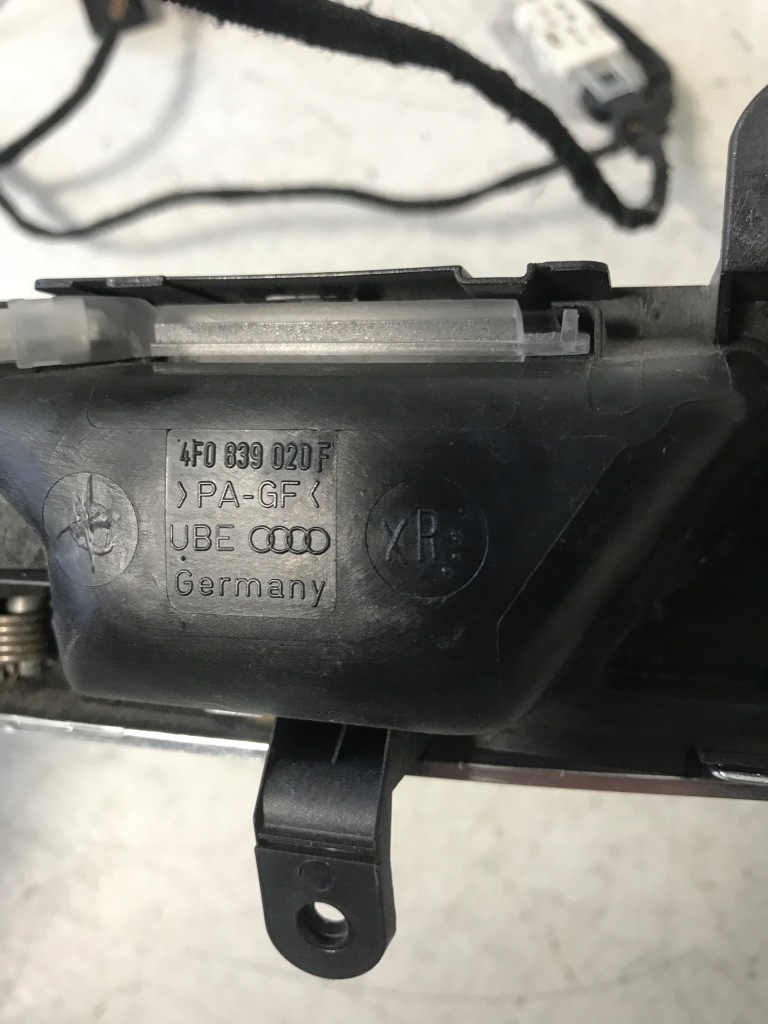 4F0 839 020 F
>PA-GF<
UBE
Germany
XR